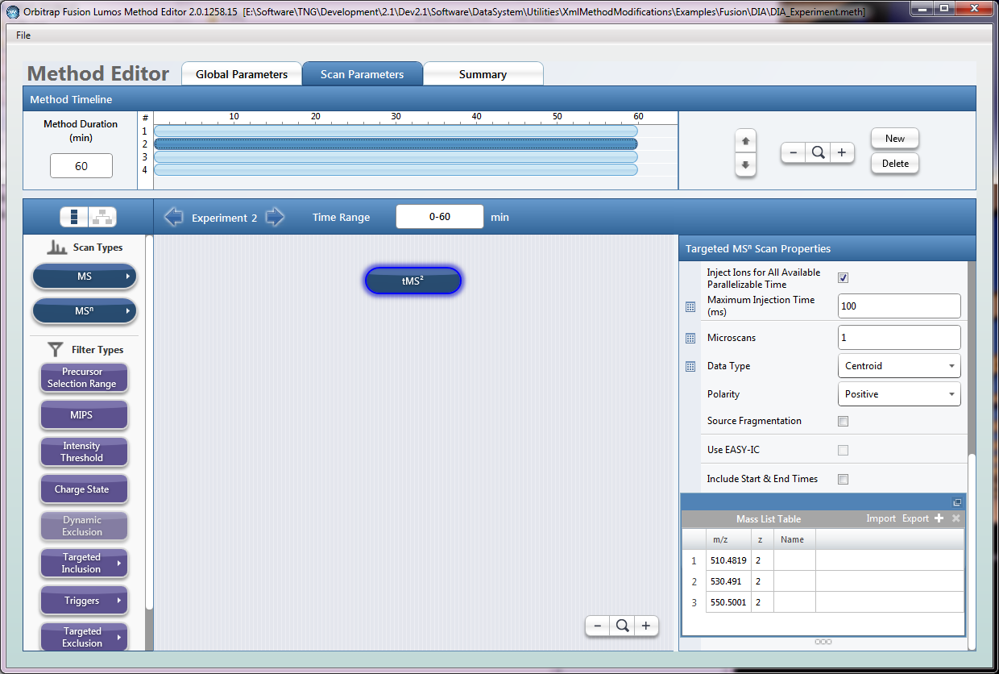 Orbitrap Fusion Lumos Method Editor 2.0.1258.15 [E:\Software\TNG\Development\2.1\Dev2.1\Software\DataSystem\Utilities\XmlMethodModifications\Examples\Fusion\DIA\DIA_Experiment.meth]
File
Method Editor
Global Parameters
Scan Parameters
Summary
Method Timeline
Method Duration
(min)
60
# 10 20 30 40 50 60
1
2
3
4
New
Delete
Experiment 2
Time Range
0-60
min
Scan Types
MS
MSⁿ
Filter Types
Precursor
Selection Range
MIPS
Intensity
Threshold
Charge State
Dynamic
Exclusion
Targeted
Inclusion
Triggers
Targeted
Exclusion
tMS²
Targeted MSⁿ Scan Properties
Inject Ions for All Available
Parallelizable Time
Maximum Injection Time
(ms)
100
Microscans
1
Data Type
Centroid
Polarity
Positive
Source Fragmentation
Use EASY-IC
Include Start & End Times
Mass List Table
Import Export
m/z z Name
1 510.4819 2
2 530.491 2
3 550.5001 2